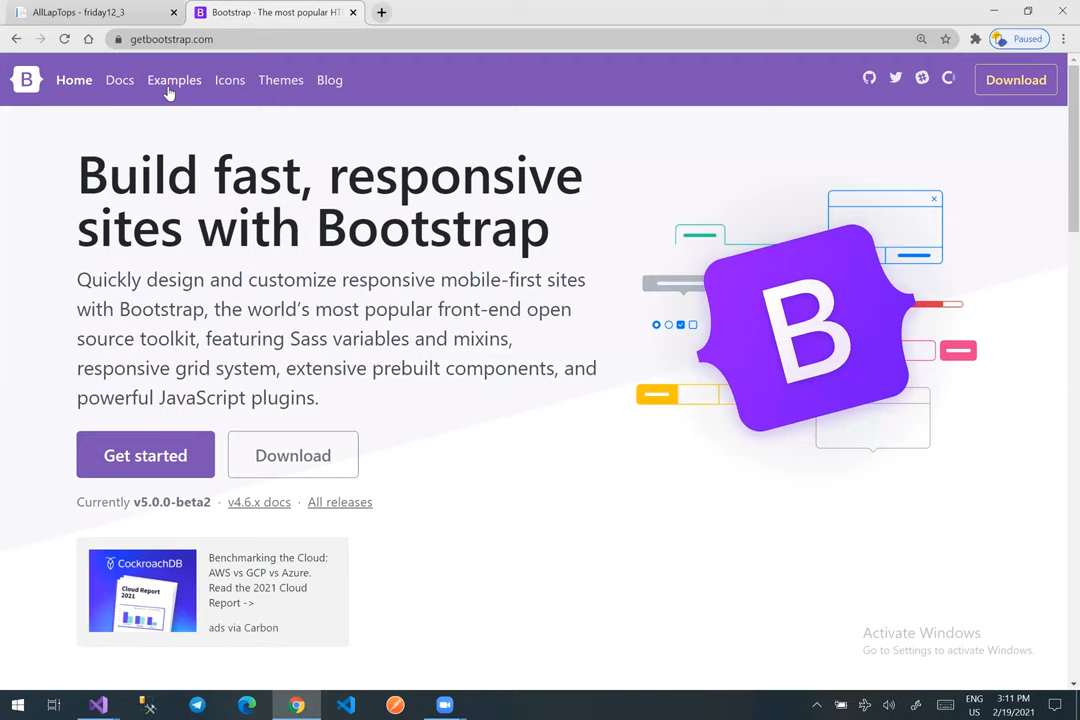 AllLapTops - friday12_3
Bootstrap · The most popular HT
getbootstrap.com
Paused
B
Home
Docs
Examples
Icons
Themes
Blog
Download
Build fast, responsive
sites with Bootstrap
Quickly design and customize responsive mobile-first sites
with Bootstrap, the world's most popular front-end open
source toolkit, featuring Sass variables and mixins,
responsive grid system, extensive prebuilt components, and
powerful JavaScript plugins.
B
Get started
Download
Currently v5.0.0-beta2 · v4.6.x docs · All releases
CockroachDB
Cloud Report
2021
Benchmarking the Cloud:
AWS vs GCP vs Azure.
Read the 2021 Cloud
Report ->
ads via Carbon
Activate Windows
Go to Settings to activate Windows.
ENG
US
3:11 PM
2/19/2021